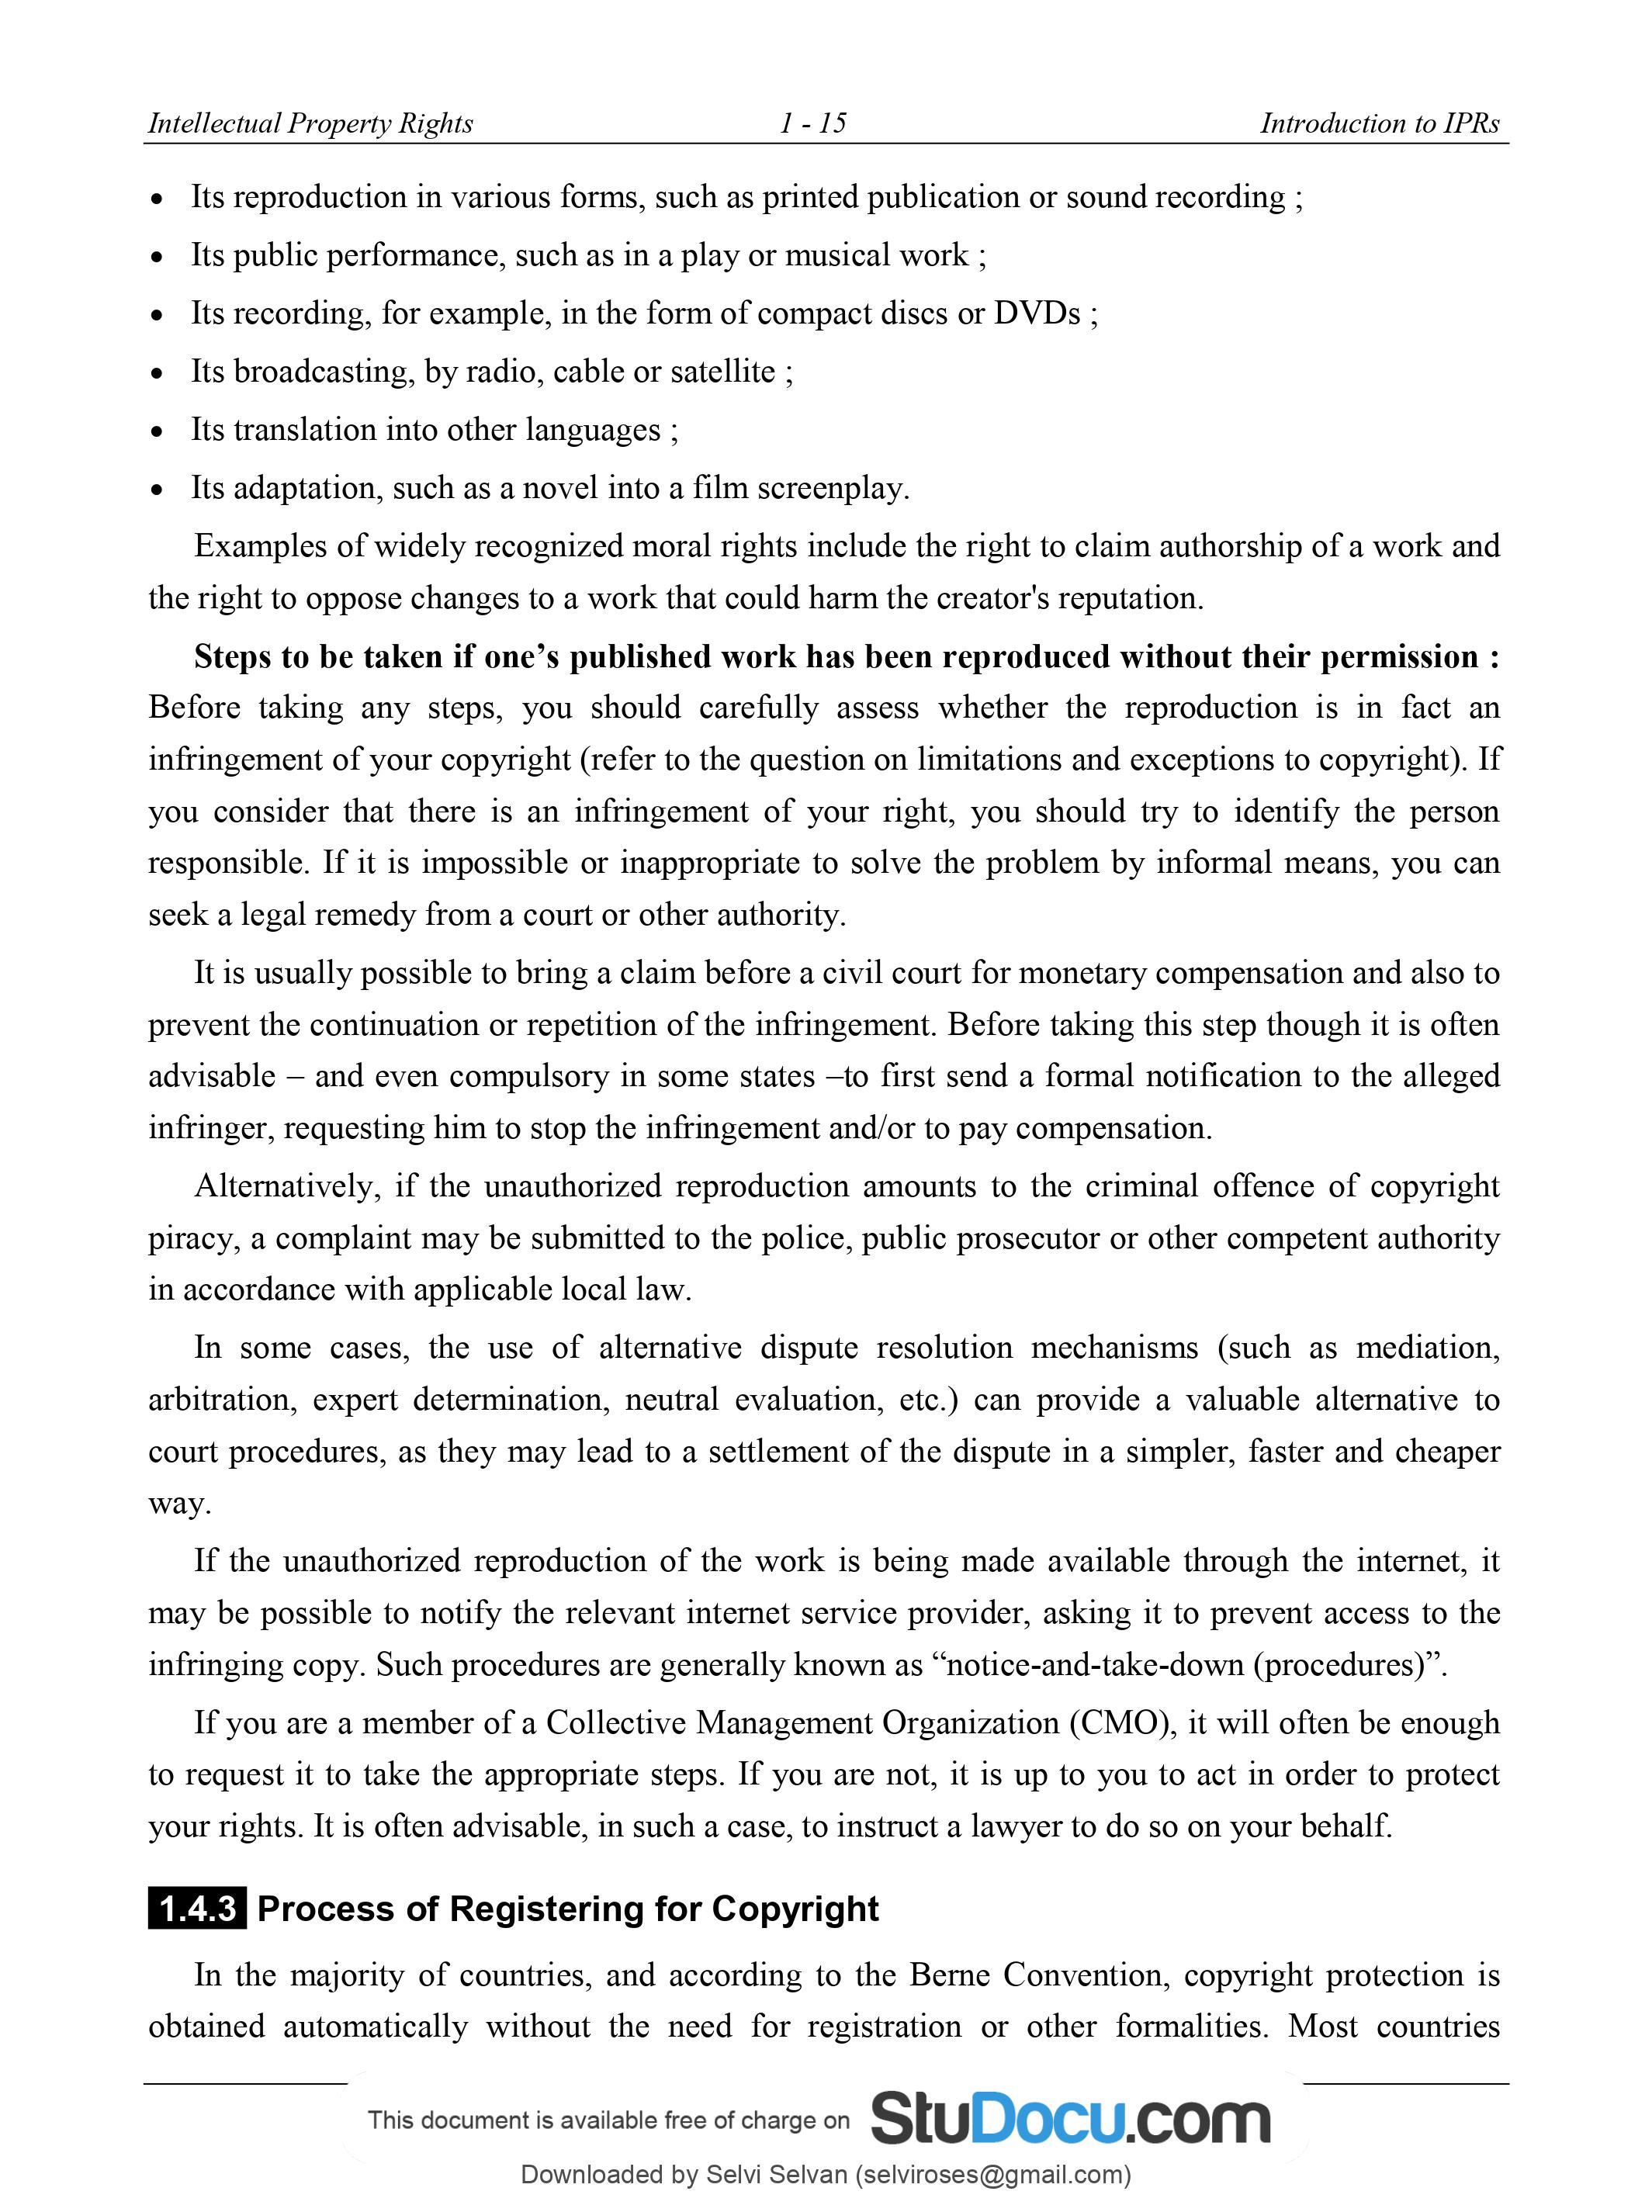 Intellectual Property Rights 1 - 15 Introduction to IPRs
• Its reproduction in various forms, such as printed publication or sound recording ;
• Its public performance, such as in a play or musical work ;
• Its recording, for example, in the form of compact discs or DVDs ;
• Its broadcasting, by radio, cable or satellite ;
• Its translation into other languages ;
• Its adaptation, such as a novel into a film screenplay.
Examples of widely recognized moral rights include the right to claim authorship of a work and
the right to oppose changes to a work that could harm the creator's reputation.
Steps to be taken if one’s published work has been reproduced without their permission :
Before taking any steps, you should carefully assess whether the reproduction is in fact an
infringement of your copyright (refer to the question on limitations and exceptions to copyright). If
you consider that there is an infringement of your right, you should try to identify the person
responsible. If it is impossible or inappropriate to solve the problem by informal means, you can
seek a legal remedy from a court or other authority.
It is usually possible to bring a claim before a civil court for monetary compensation and also to
prevent the continuation or repetition of the infringement. Before taking this step though it is often
advisable – and even compulsory in some states –to first send a formal notification to the alleged
infringer, requesting him to stop the infringement and/or to pay compensation.
Alternatively, if the unauthorized reproduction amounts to the criminal offence of copyright
piracy, a complaint may be submitted to the police, public prosecutor or other competent authority
in accordance with applicable local law.
In some cases, the use of alternative dispute resolution mechanisms (such as mediation,
arbitration, expert determination, neutral evaluation, etc.) can provide a valuable alternative to
court procedures, as they may lead to a settlement of the dispute in a simpler, faster and cheaper
way.
If the unauthorized reproduction of the work is being made available through the internet, it
may be possible to notify the relevant internet service provider, asking it to prevent access to the
infringing copy. Such procedures are generally known as “notice-and-take-down (procedures)”.
If you are a member of a Collective Management Organization (CMO), it will often be enough
to request it to take the appropriate steps. If you are not, it is up to you to act in order to protect
your rights. It is often advisable, in such a case, to instruct a lawyer to do so on your behalf.
1.4.3 Process of Registering for Copyright
In the majority of countries, and according to the Berne Convention, copyright protection is
obtained automatically without the need for registration or other formalities. Most countries
This document is available free of charge on StuDocu.com
Downloaded by Selvi Selvan (selviroses@gmail.com)